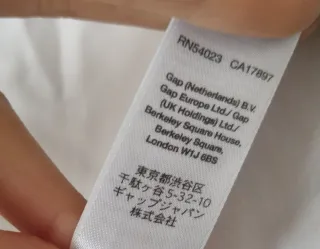 RN54023 CA17897
Gap (Netherlands) B.V.
Gap Europe Ltd./ Gap
(UK Holdings) Ltd./
Berkeley Square House,
Berkeley Square,
London W1J 6BS
東京都渋谷区
千駄ヶ谷5-32-10
ギャップジャパン
株式会社